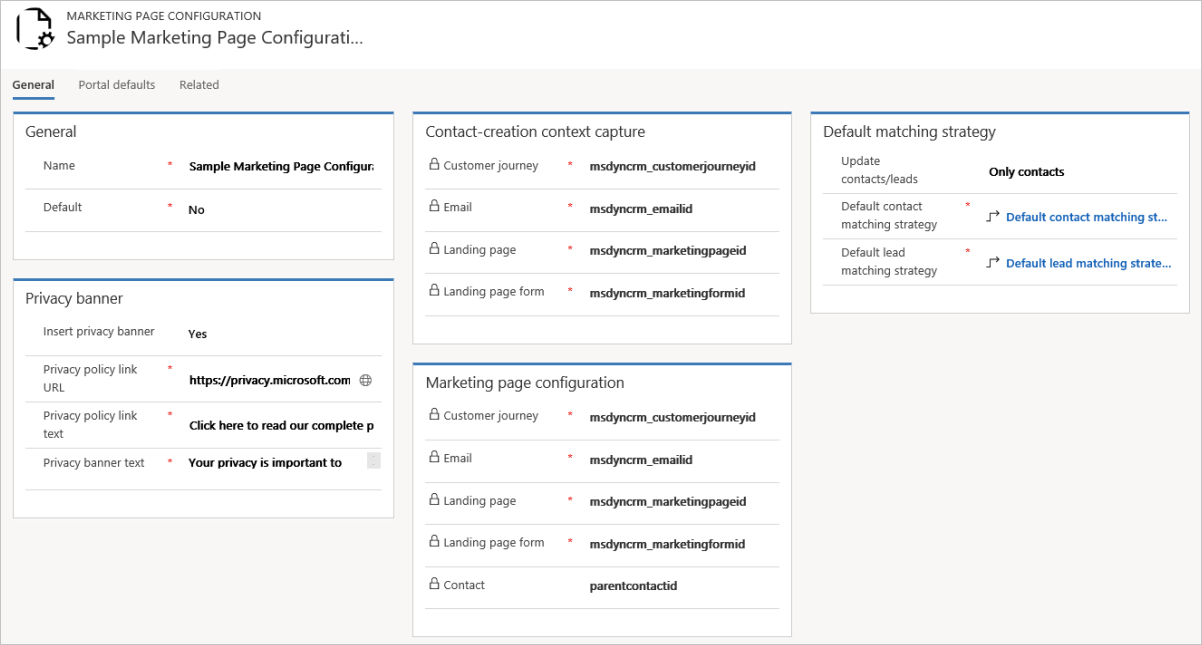 MARKETING PAGE CONFIGURATION
Sample Marketing Page Configurati...
General
Portal defaults
Related
General
Name * Sample Marketing Page Configura
Default * No
Privacy banner
Insert privacy banner Yes
Privacy policy link
URL * https://privacy.microsoft.com
Privacy policy link
text * Click here to read our complete p
Privacy banner text * Your privacy is important to
Contact-creation context capture
Customer journey * msdyncrm_customerjourneyid
Email * msdyncrm_emailid
Landing page * msdyncrm_marketingpageid
Landing page form * msdyncrm_marketingformid
Marketing page configuration
Customer journey * msdyncrm_customerjourneyid
Email * msdyncrm_emailid
Landing page * msdyncrm_marketingpageid
Landing page form * msdyncrm_marketingformid
Contact parentcontactid
Default matching strategy
Update
contacts/leads Only contacts
Default contact
matching strategy * Default contact matching st...
Default lead
matching strategy * Default lead matching strate...